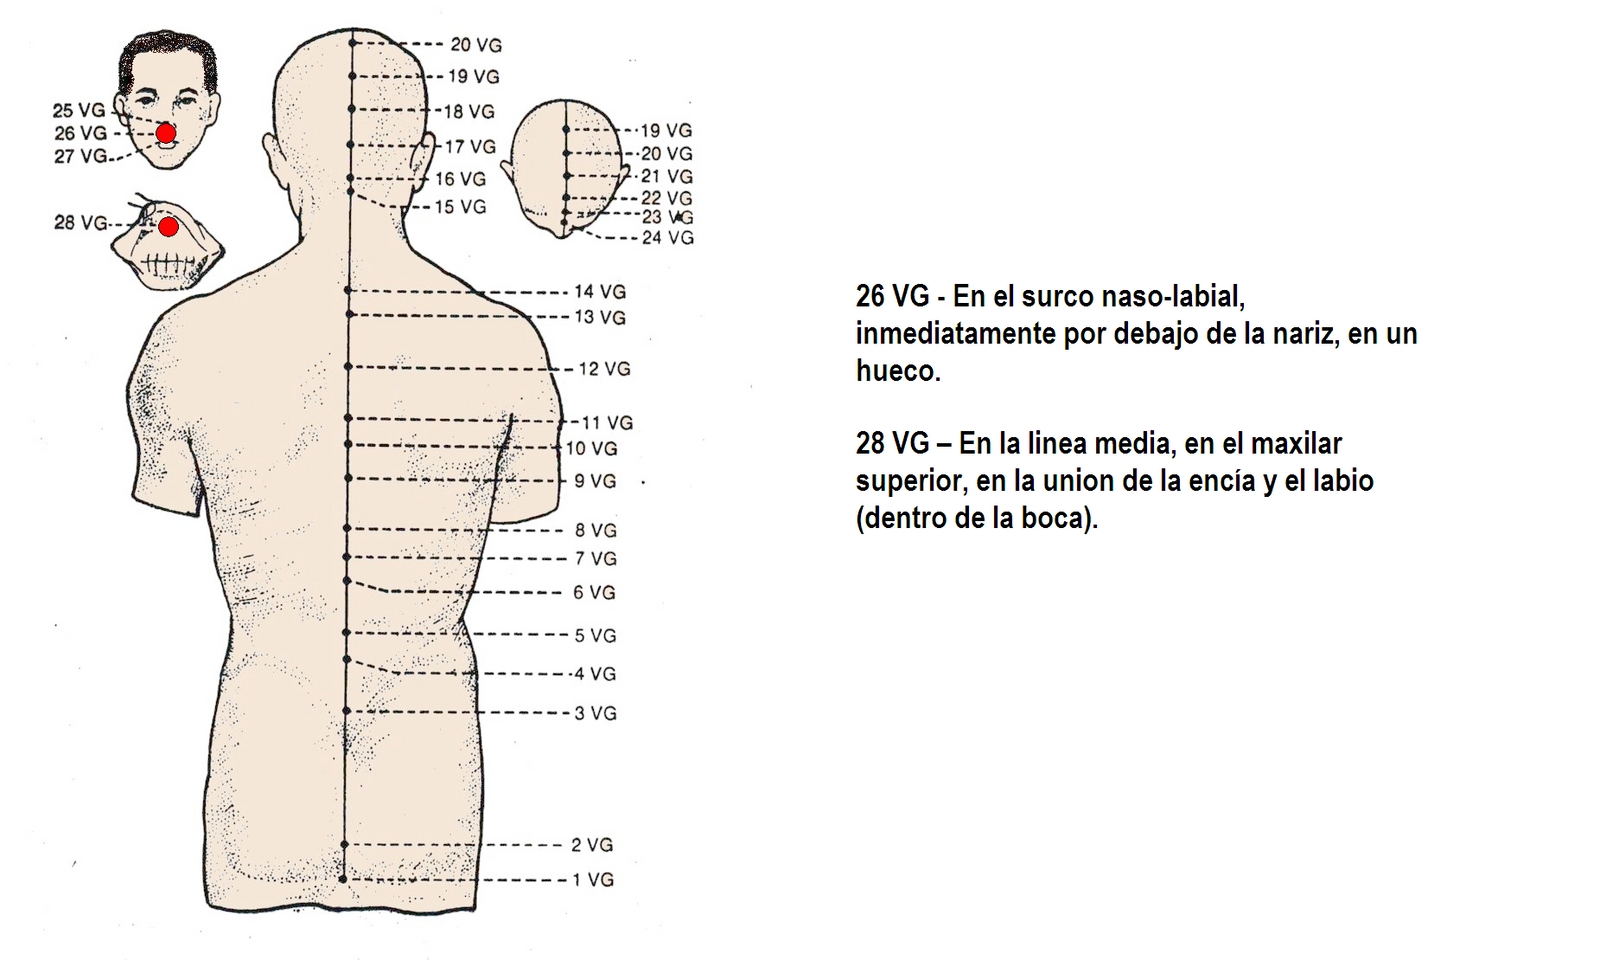 25 VG
26 VG
27 VG
28 VG
20 VG
19 VG
18 VG
17 VG
16 VG
15 VG
19 VG
20 VG
21 VG
22 VG
23 VG
24 VG
14 VG
13 VG
12 VG
11 VG
10 VG
9 VG
8 VG
7 VG
6 VG
5 VG
4 VG
3 VG
2 VG
1 VG
26 VG - En el surco naso-labial,
inmediatamente por debajo de la nariz, en un
hueco.
28 VG – En la linea media, en el maxilar
superior, en la union de la encía y el labio
(dentro de la boca).